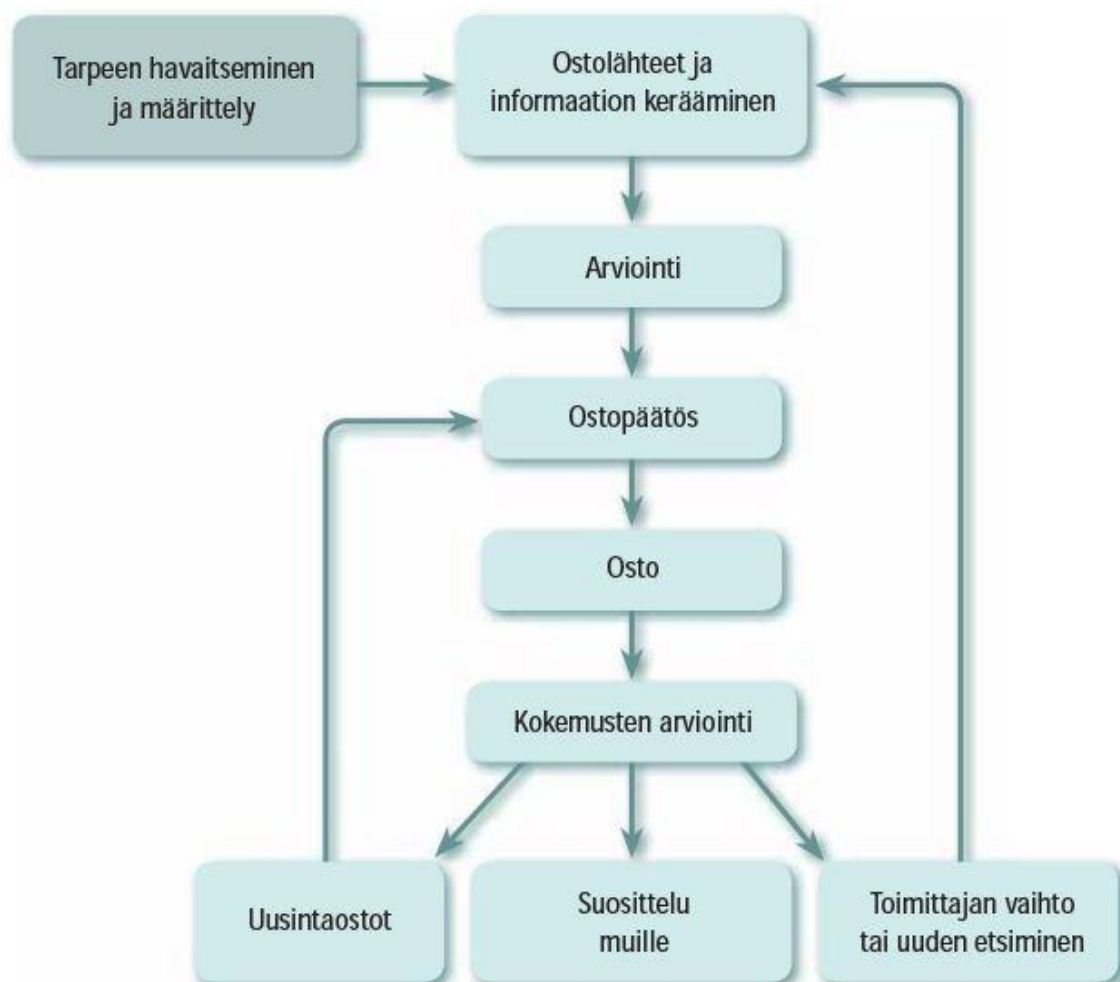 Tarpeen havaitseminen
ja määrittely
Ostolähteet ja
informaation kerääminen
Arviointi
Ostopäätös
Osto
Kokemusten arviointi
Uusintaostot
Suosittelu
muille
Toimittajan vaihto
tai uuden etsiminen